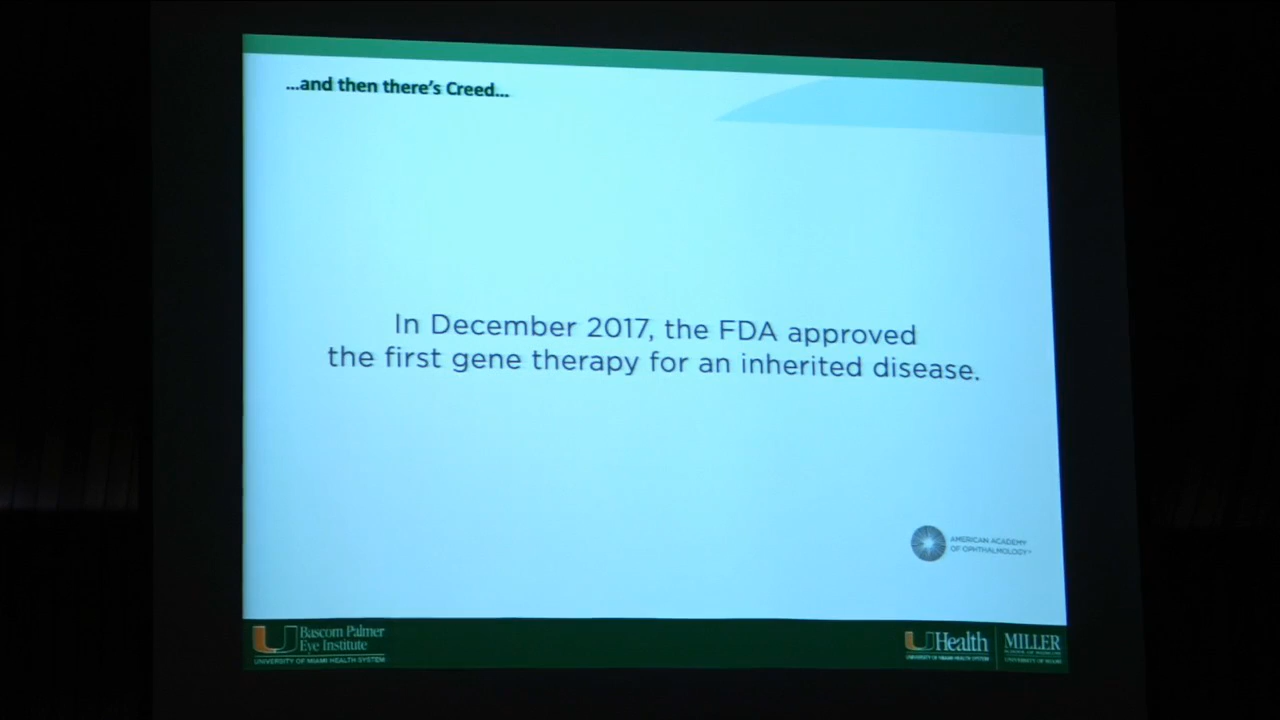 ...and then there's Creed...
In December 2017, the FDA approved
the first gene therapy for an inherited disease.
AMERICAN ACADEMY
OF OPHTHALMOLOGY™
Bascom Palmer
Eye Institute
UNIVERSITY OF MIAMI HEALTH SYSTEM
UHealth
UNIVERSITY OF MIAMI HEALTH SYSTEM
MILLER
SCHOOL OF MEDICINE
UNIVERSITY OF MIAMI